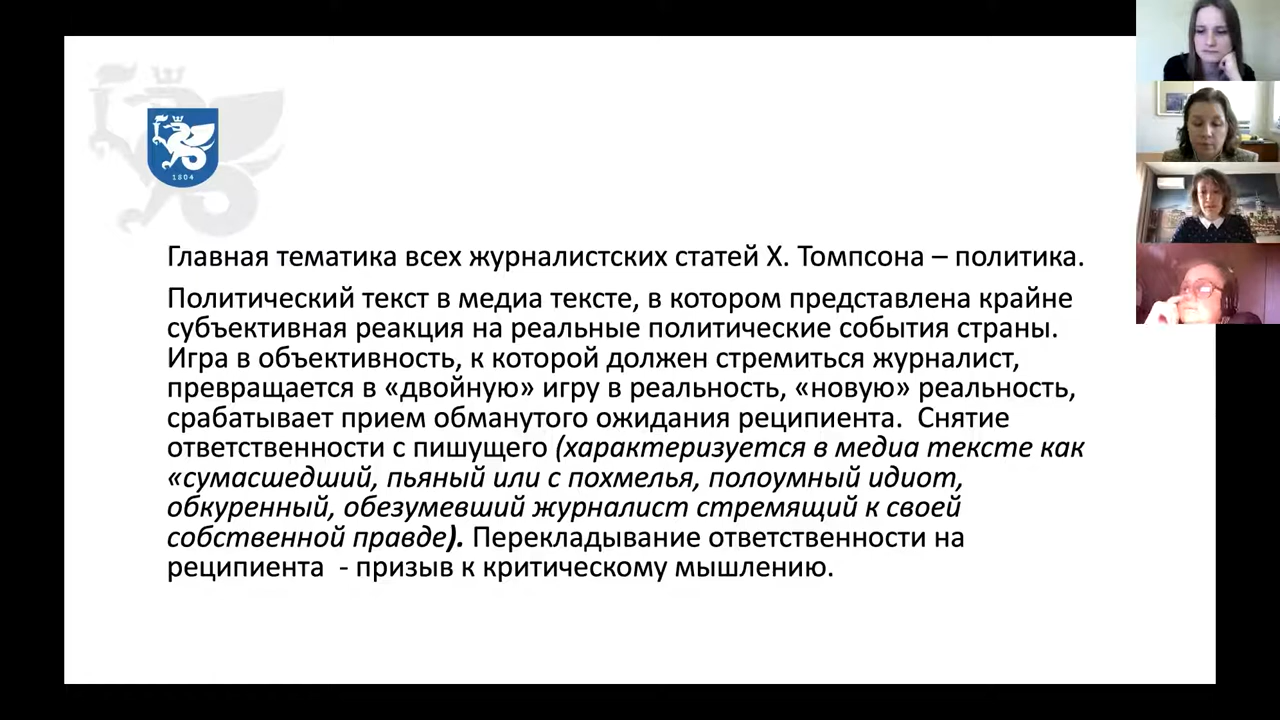 1804
Главная тематика всех журналистских статей Х. Томпсона – политика.
Политический текст в медиа тексте, в котором представлена крайне
субъективная реакция на реальные политические события страны.
Игра в объективность, к которой должен стремиться журналист,
превращается в «двойную» игру в реальность, «новую» реальность,
срабатывает прием обманутого ожидания реципиента.  Снятие
ответственности с пишущего (характеризуется в медиа тексте как
«сумасшедший, пьяный или с похмелья, полоумный идиот,
обкуренный, обезумевший журналист стремящий к своей
собственной правде). Перекладывание ответственности на
реципиента  - призыв к критическому мышлению.